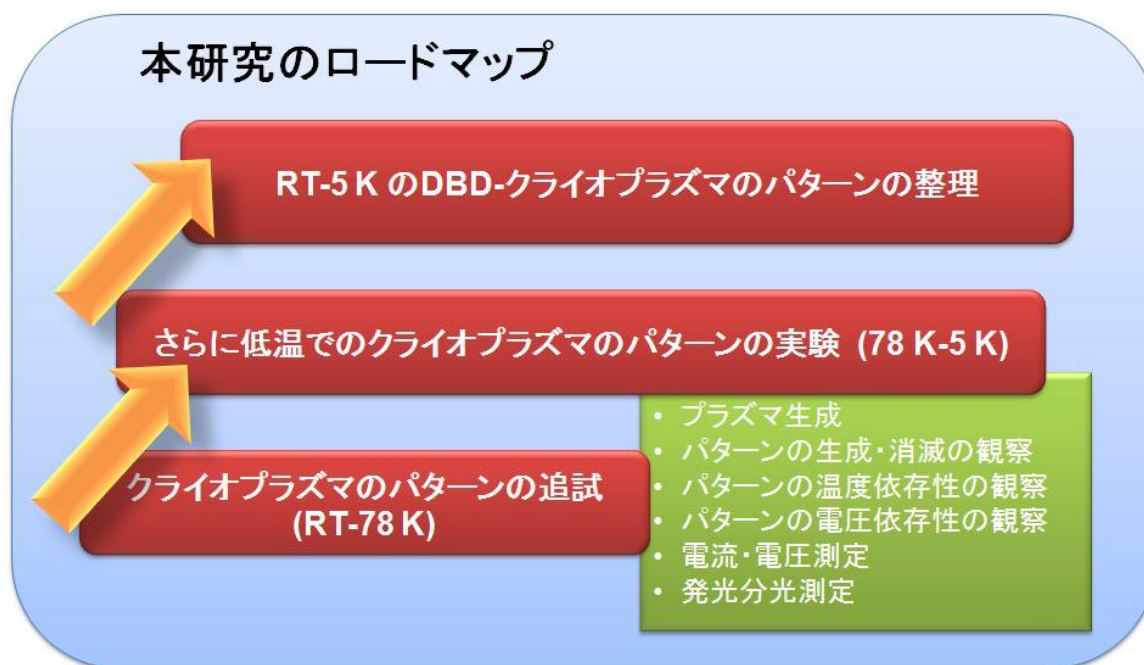 本研究のロードマップ
RT-5 K のDBD-クライオプラズマのパターンの整理
さらに低温でのクライオプラズマのパターンの実験 (78 K-5 K)
クライオプラズマのパターンの追試
(RT-78 K)
• プラズマ生成
• パターンの生成・消滅の観察
• パターンの温度依存性の観察
• パターンの電圧依存性の観察
• 電流・電圧測定
• 発光分光測定